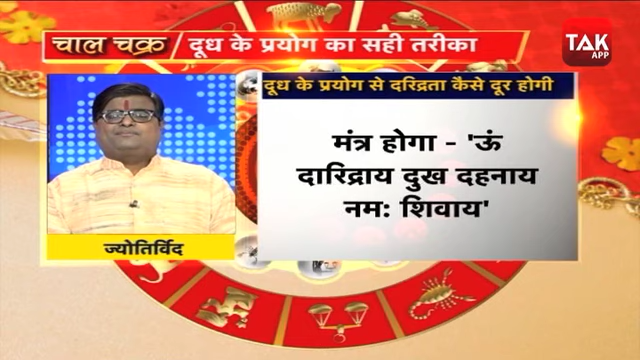 चाल चक्र
दूध के प्रयोग का सही तरीका
TAK
APP
दूध के प्रयोग से दरिद्रता कैसे दूर होगी
मंत्र होगा - 'ऊं
दारिद्राय दुख दहनाय
नम: शिवाय'
ज्योतिर्विद